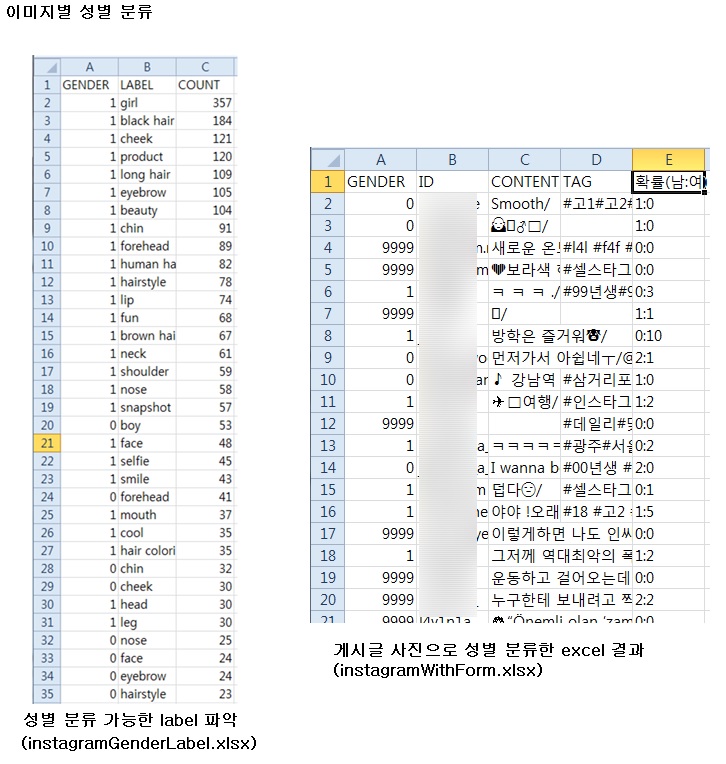 이미지별 성별 분류
A B C
1 GENDER LABEL COUNT
2 1 girl 357
3 1 black hair 184
4 1 cheek 121
5 1 product 120
6 1 long hair 109
7 1 eyebrow 105
8 1 beauty 104
9 1 chin 91
10 1 forehead 89
11 1 human ha 82
12 1 hairstyle 78
13 1 lip 74
14 1 fun 68
15 1 brown hai 67
16 1 neck 61
17 1 shoulder 59
18 1 nose 58
19 1 snapshot 57
20 0 boy 53
21 1 face 48
22 1 selfie 45
23 1 smile 43
24 0 forehead 41
25 1 mouth 37
26 1 cool 35
27 1 hair colori 35
28 0 chin 32
29 0 cheek 30
30 1 head 30
31 1 leg 30
32 0 nose 25
33 0 face 24
34 0 eyebrow 24
35 0 hairstyle 23
성별 분류 가능한 label 파악
(instagramGenderLabel.xlsx)
A B C D E
1 GENDER ID CONTENT TAG 확률(남:여
2 0 Smooth/ #고1#고2# 1:0
3 0 1:0
4 9999 새로운 온 #l4l #f4f # 0:0
5 9999 ♥보라색 #셀스타그 0:0
6 1 ㅋ ㅋ ㅋ ./ #99년생#9 0:3
7 9999 1:1
8 1 방학은 즐거워 / 0:10
9 0 먼저가서 아쉽네ㅜ/@ 2:1
10 0 ♪ 강남역 #삼거리포 1:0
11 1 ✈□여행/ #인스타그 1:2
12 9999 #데일리# 0:0
13 1 ㅋㅋㅋㅋ #광주#서울 0:2
14 0 I wanna b #00년생 # 2:0
15 1 덥다 / #셀스타그 0:1
16 1 야야 !오래 #18 #고2 # 1:5
17 9999 이렇게하면 나도 인싸 0:0
18 1 그저께 역대최악의 폭 1:2
19 9999 운동하고 걸어오는데 0:0
20 9999 누구한테 보내려고 찍 2:2
21 9999 "Önemli olan 'zam 0:0
게시글 사진으로 성별 분류한 excel 결과
(instagramWithForm.xlsx)